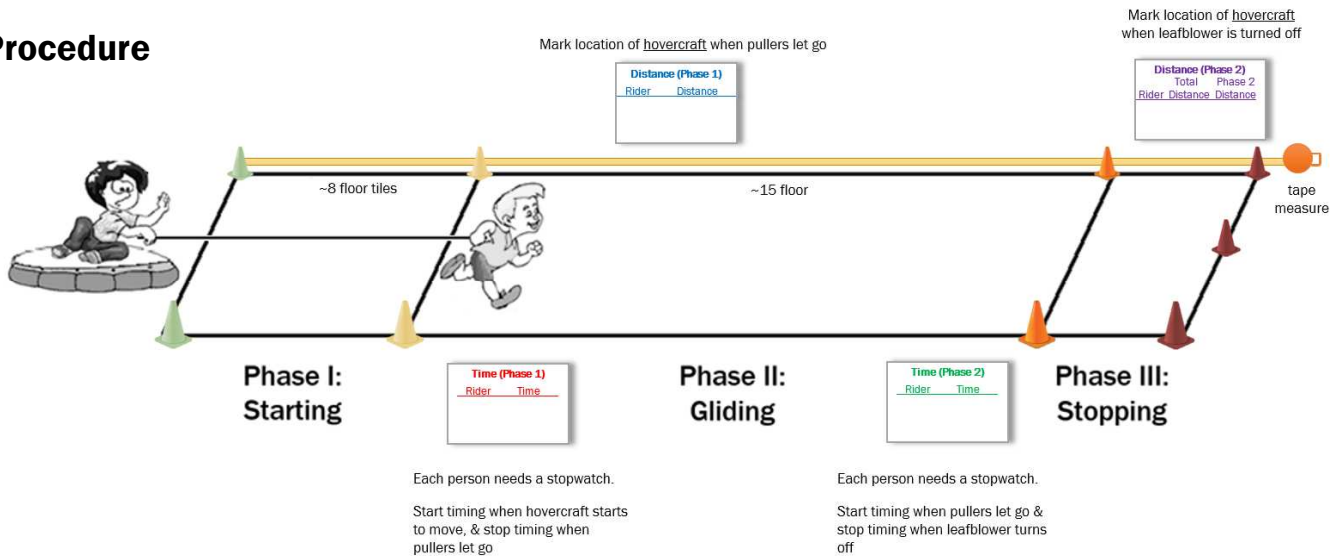 Procedure
Mark location of hovercraft when pullers let go
Mark location of hovercraft
when leafblower is turned off
Distance (Phase 1)
Rider Distance
Distance (Phase 2)
Total Phase 2
Rider Distance Distance
~8 floor tiles
~15 floor
tape
measure
Phase I:
Starting
Time (Phase 1)
Rider Time
Phase II:
Gliding
Time (Phase 2)
Rider Time
Phase III:
Stopping
Each person needs a stopwatch.
Start timing when hovercraft starts
to move, & stop timing when
pullers let go
Each person needs a stopwatch.
Start timing when pullers let go &
stop timing when leafblower turns
off